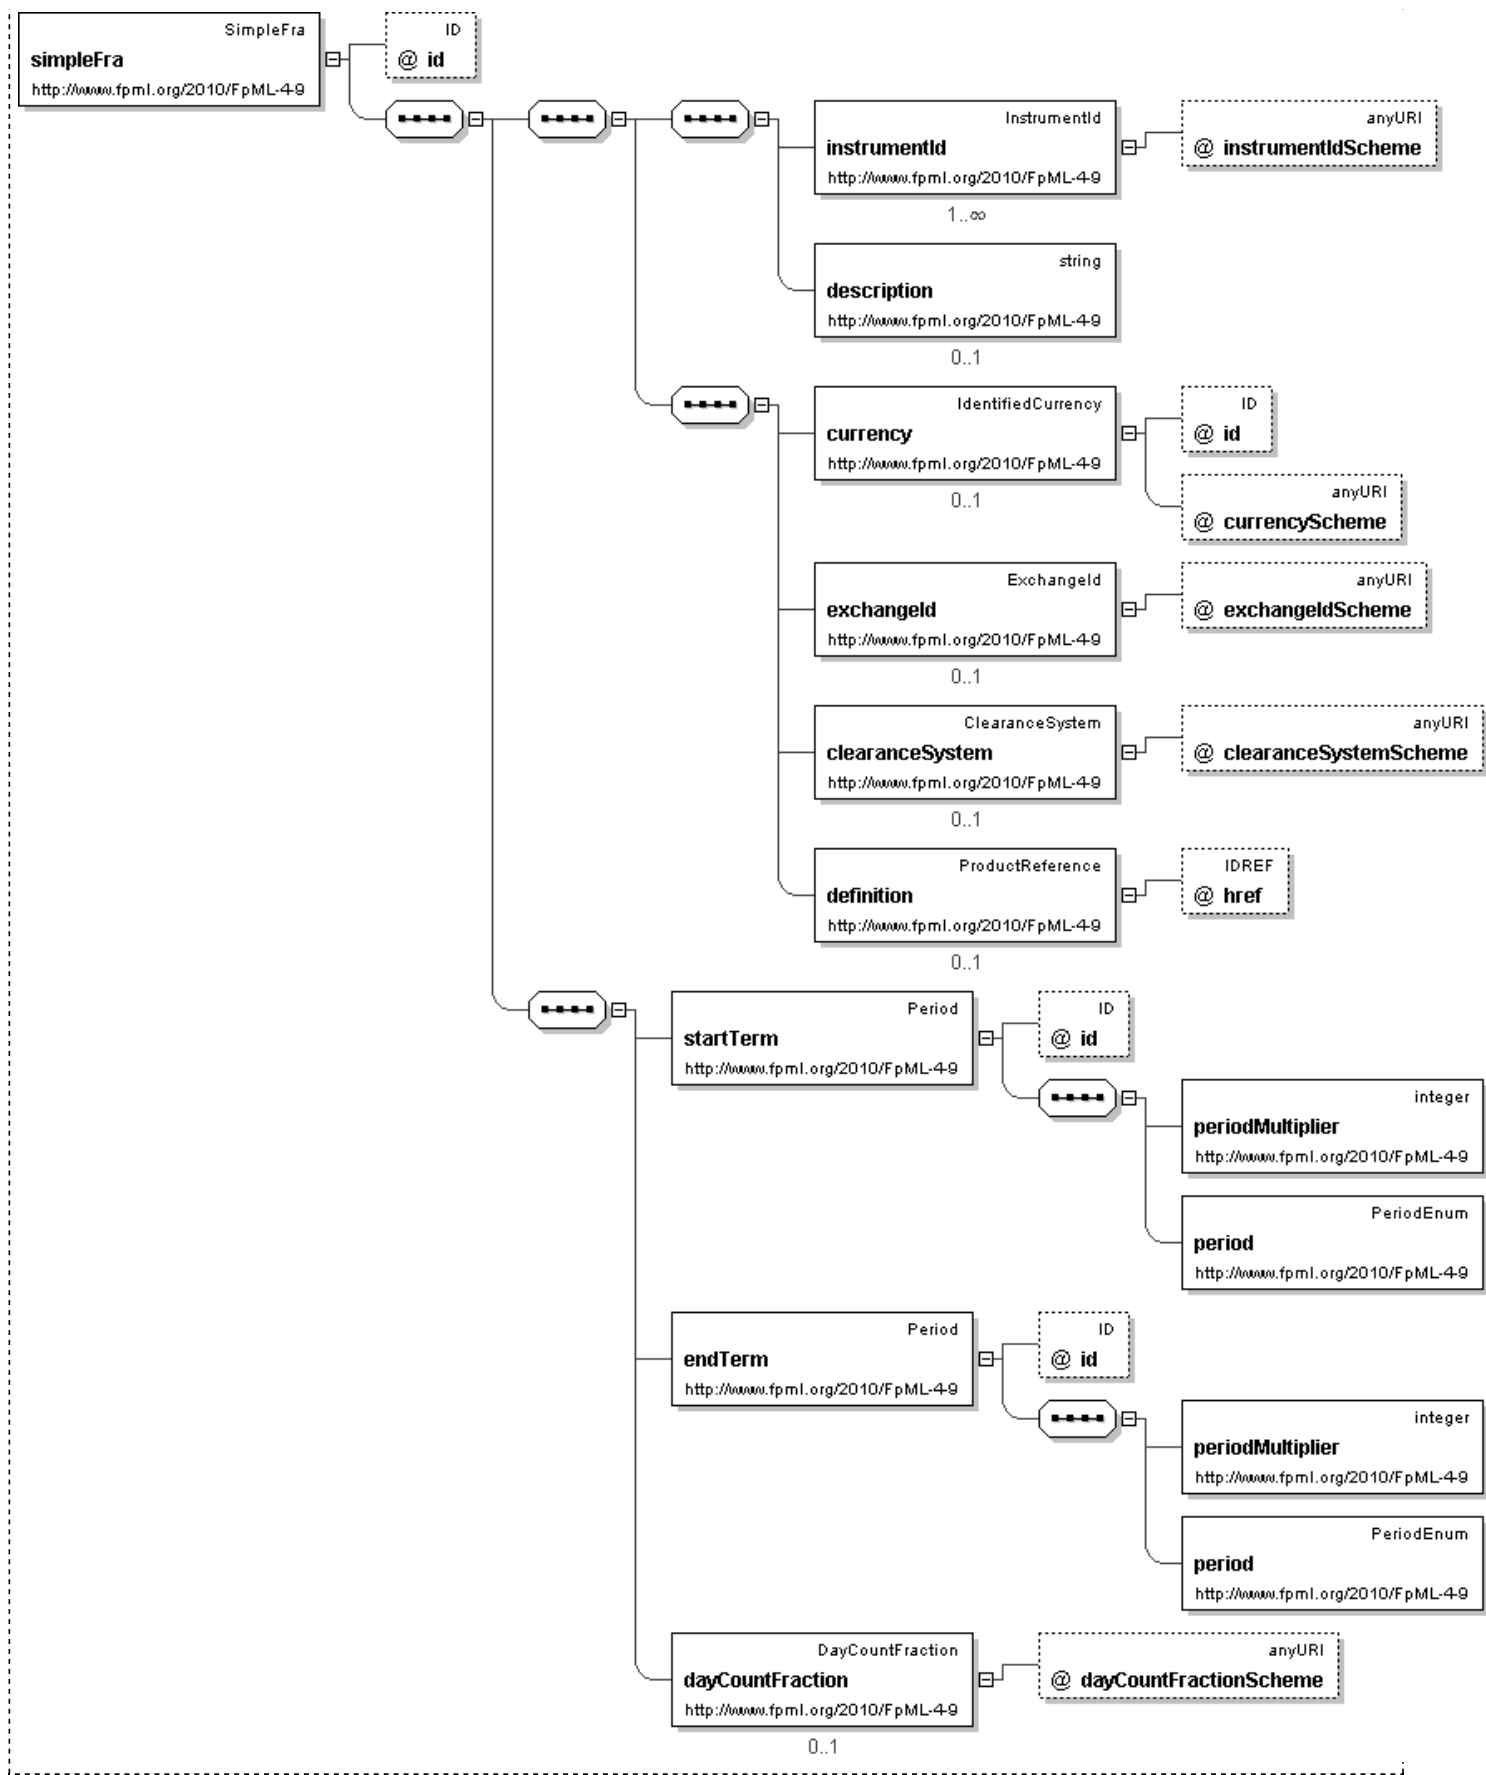 SimpleFra
simpleFra
http://www.fpml.org/2010/FpML-4-9
ID
@ id
InstrumentId
instrumentId
http://www.fpml.org/2010/FpML-4-9
1..∞
anyURI
@ instrumentIdScheme
string
description
http://www.fpml.org/2010/FpML-4-9
0..1
IdentifiedCurrency
currency
http://www.fpml.org/2010/FpML-4-9
0..1
ID
@ id
anyURI
@ currencyScheme
ExchangeId
exchangeId
http://www.fpml.org/2010/FpML-4-9
0..1
anyURI
@ exchangeIdScheme
ClearanceSystem
clearanceSystem
http://www.fpml.org/2010/FpML-4-9
0..1
anyURI
@ clearanceSystemScheme
ProductReference
definition
http://www.fpml.org/2010/FpML-4-9
0..1
IDREF
@ href
Period
startTerm
http://www.fpml.org/2010/FpML-4-9
ID
@ id
integer
periodMultiplier
http://www.fpml.org/2010/FpML-4-9
PeriodEnum
period
http://www.fpml.org/2010/FpML-4-9
Period
endTerm
http://www.fpml.org/2010/FpML-4-9
ID
@ id
integer
periodMultiplier
http://www.fpml.org/2010/FpML-4-9
PeriodEnum
period
http://www.fpml.org/2010/FpML-4-9
DayCountFraction
dayCountFraction
http://www.fpml.org/2010/FpML-4-9
0..1
anyURI
@ dayCountFractionScheme